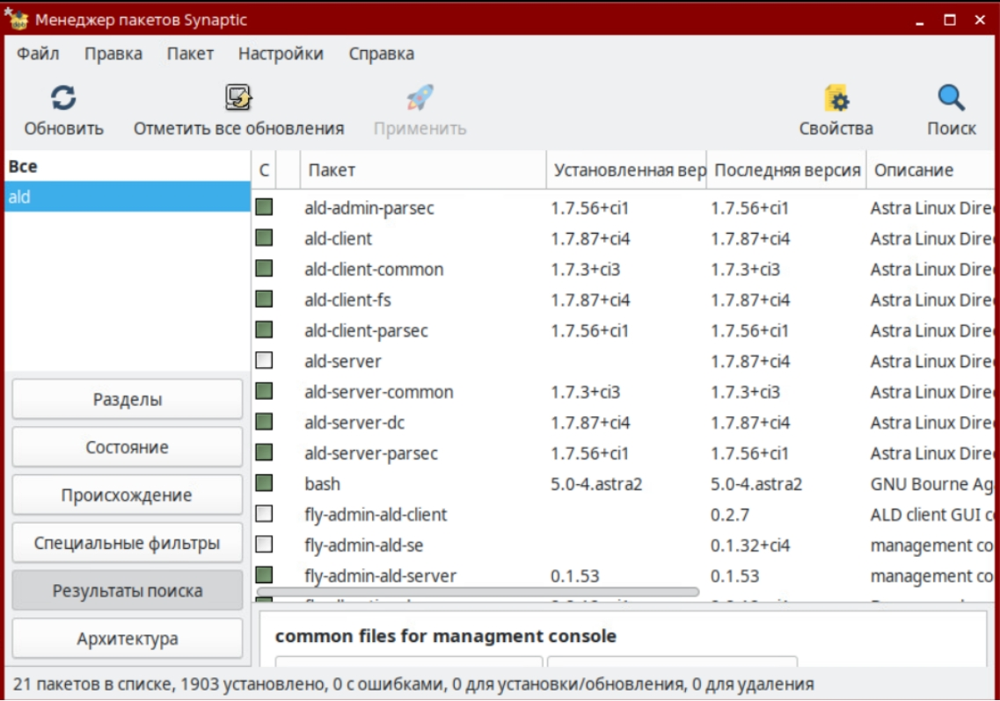 Менеджер пакетов Synaptic
Файл Правка Пакет Настройки Справка
Обновить Отметить все обновления Применить Свойства Поиск
Все
ald
С Пакет Установленная вер Последняя версия Описание
ald-admin-parsec 1.7.56+ci1 1.7.56+ci1 Astra Linux Dire
ald-client 1.7.87+ci4 1.7.87+ci4 Astra Linux Dire
ald-client-common 1.7.3+ci3 1.7.3+ci3 Astra Linux Dire
ald-client-fs 1.7.87+ci4 1.7.87+ci4 Astra Linux Dire
ald-client-parsec 1.7.56+ci1 1.7.56+ci1 Astra Linux Dire
ald-server 1.7.87+ci4 Astra Linux Dire
ald-server-common 1.7.3+ci3 1.7.3+ci3 Astra Linux Dire
ald-server-dc 1.7.87+ci4 1.7.87+ci4 Astra Linux Dire
ald-server-parsec 1.7.56+ci1 1.7.56+ci1 Astra Linux Dire
bash 5.0-4.astra2 5.0-4.astra2 GNU Bourne Ag
fly-admin-ald-client 0.2.7 ALD client GUI c
fly-admin-ald-se 0.1.32+ci4 management co
fly-admin-ald-server 0.1.53 0.1.53 management co
Разделы
Состояние
Происхождение
Специальные фильтры
Результаты поиска
Архитектура
common files for managment console
21 пакетов в списке, 1903 установлено, 0 с ошибками, 0 для установки/обновления, 0 для удаления